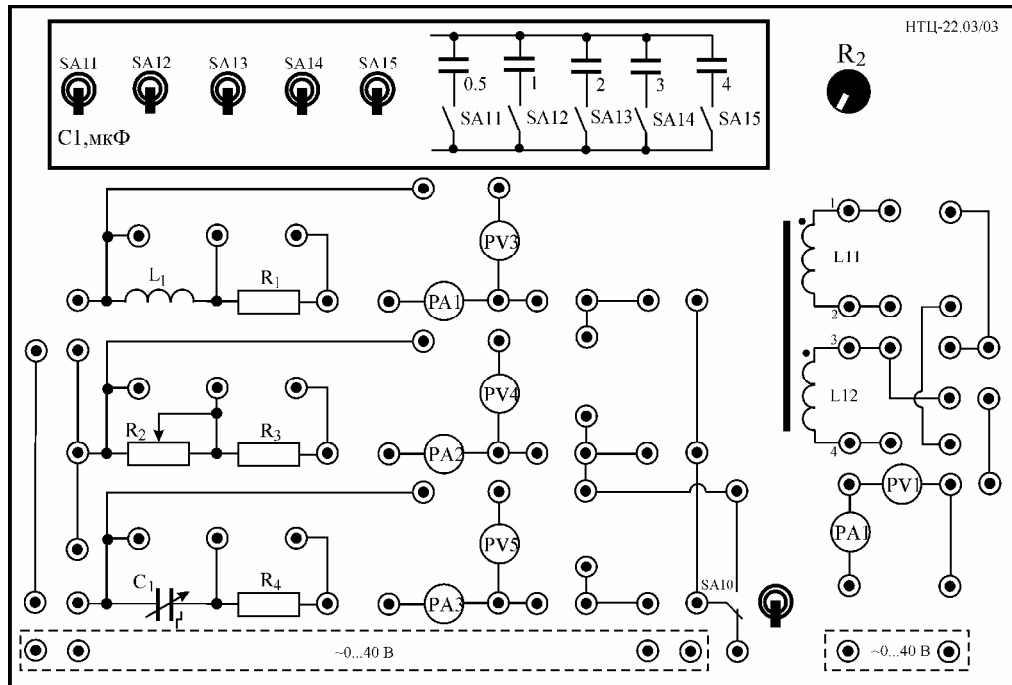 НТЦ-22.03/03
SA11 SA12 SA13 SA14 SA15
R2
0.5 1 2 3 4
SA11 SA12 SA13 SA14 SA15
C1,мкФ
PV3
1
L1 R1
L11
PA1
2
3
PV4
R2 R3
L12
PA2
4
PV1
PV5
PA1
C1 R4
SA10
PA3
~0...40 В
~0...40 В